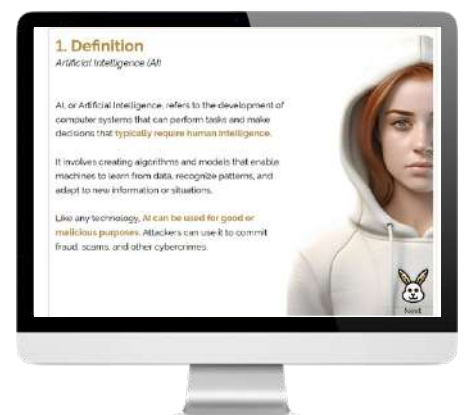 1. Definition
Artificial Intelligence (AI)
AI, or Artificial Intelligence, refers to the development of
computer systems that can perform tasks and make
decisions that typically require human intelligence.
It involves creating algorithms and models that enable
machines to learn from data, recognize patterns, and
adapt to new information or situations.
Like any technology, AI can be used for good or
malicious purposes. Attackers can use it to commit
fraud, scams, and other cybercrimes.
Next